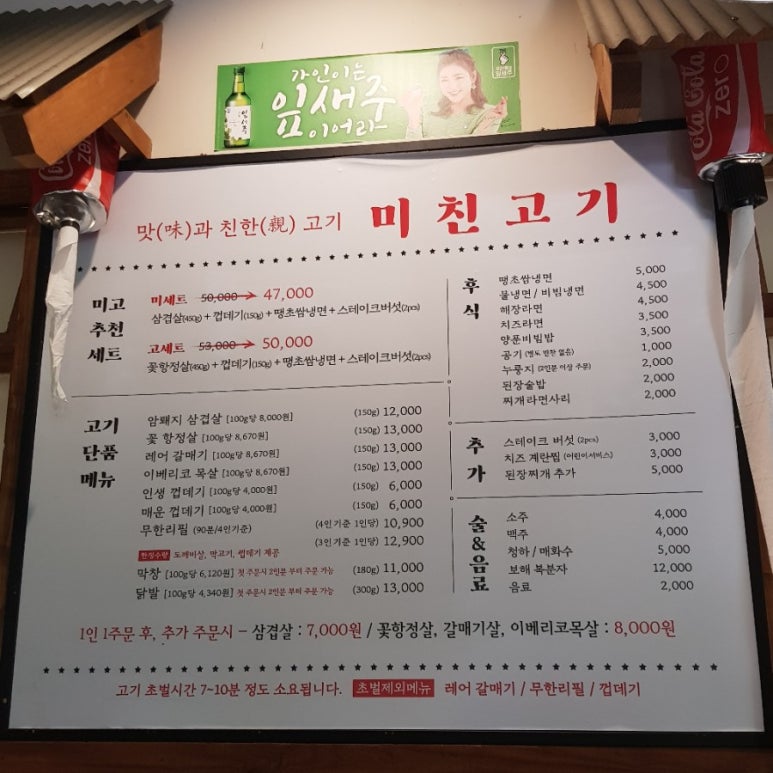 가인이는
잎새주
이어라
잎새주
Coca Cola
zero
zero
맛(味)과 친한(親) 고기 미친고기
미고
추천
세트
미세트 50,000 → 47,000
삼겹살(450g) + 껍데기(150g) + 땡초쌈냉면 + 스테이크버섯(2pcs)
고세트 53,000 → 50,000
꽃항정살(450g) + 껍데기(150g) + 땡초쌈냉면 + 스테이크버섯(2pcs)
고기
단품
메뉴
암퇘지 삼겹살 [100g당 8,000원] (150g) 12,000
꽃 항정살 [100g당 8,670원] (150g) 13,000
레어 갈매기 [100g당 8,670원] (150g) 13,000
이베리코 목살 [100g당 8,670원] (150g) 13,000
인생 껍데기 [100g당 4,000원] (150g) 6,000
매운 껍데기 [100g당 4,000원] (150g) 6,000
무한리필 (90분/4인기준) (4인기준 1인당) 10,900
(3인기준 1인당) 12,900
한정수량 도깨비살, 막고기, 껍데기 제공
막창 [100g당 6,120원] 첫 주문시 2인분 부터 주문 가능 (180g) 11,000
닭발 [100g당 4,340원] 첫 주문시 2인분 부터 주문 가능 (300g) 13,000
후식
땡초쌈냉면 5,000
물냉면 / 비빔냉면 4,500
해장라면 4,500
치즈라면 3,500
양푼비빔밥 3,500
공기 (맨도 반찬 없음) 1,000
누룽지 (2인분 이상 주문) 2,000
된장술밥 2,000
찌개라면사리 2,000
추가
스테이크 버섯 (2pcs) 3,000
치즈 계란찜 (어린이서비스) 3,000
된장찌개 추가 5,000
술&음료
소주 4,000
맥주 4,000
청하 / 매화수 5,000
보해 복분자 12,000
음료 2,000
1인 1주문 후, 추가 주문시 - 삼겹살 : 7,000원 / 꽃항정살, 갈매기살, 이베리코목살 : 8,000원
고기 초벌시간 7~10분 정도 소요됩니다. 초벌제외메뉴 레어 갈매기 / 무한리필 / 껍데기